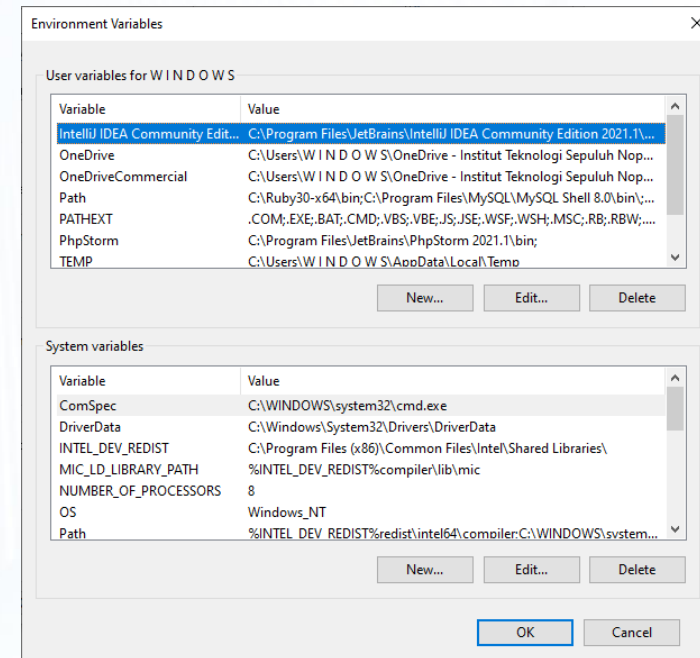 Environment Variables
User variables for W I N D O W S
Variable Value
IntelliJ IDEA Community Edit... C:\Program Files\JetBrains\IntelliJ IDEA Community Edition 2021.1\...
OneDrive C:\Users\W I N D O W S\OneDrive - Institut Teknologi Sepuluh Nop...
OneDriveCommercial C:\Users\W I N D O W S\OneDrive - Institut Teknologi Sepuluh Nop...
Path C:\Ruby30-x64\bin;C:\Program Files\MySQL\MySQL Shell 8.0\bin\;...
PATHEXT .COM;.EXE;.BAT;.CMD;.VBS;.VBE;.JS;.JSE;.WSF;.WSH;.MSC;.RB;.RBW;....
PhpStorm C:\Program Files\JetBrains\PhpStorm 2021.1\bin;
TEMP C:\Users\W I N D O W S\AppData\Local\Temp
New... Edit... Delete
System variables
Variable Value
ComSpec C:\WINDOWS\system32\cmd.exe
DriverData C:\Windows\System32\Drivers\DriverData
INTEL_DEV_REDIST C:\Program Files (x86)\Common Files\Intel\Shared Libraries\
MIC_LD_LIBRARY_PATH %INTEL_DEV_REDIST%compiler\lib\mic
NUMBER_OF_PROCESSORS 8
OS Windows_NT
Path %INTEL_DEV_REDIST%redist\intel64\compiler;C:\WINDOWS\system...
New... Edit... Delete
OK Cancel